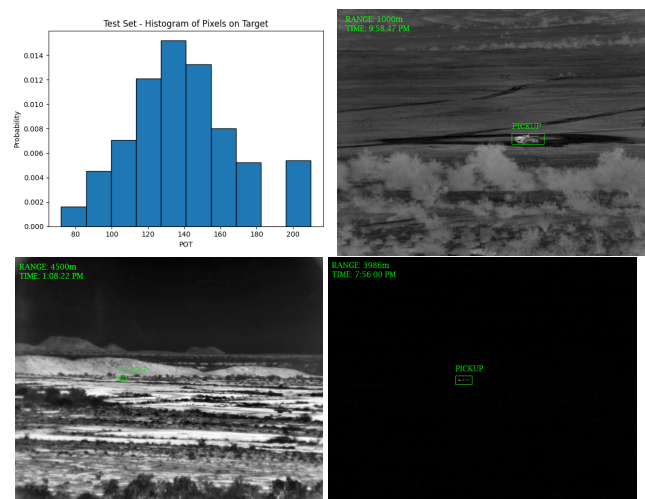 Test Set - Histogram of Pixels on Target
0.014
0.012
0.010
0.008
0.006
0.004
0.002
0.000
Probability
80 100 120 140 160 180 200
POT
RANGE: 1000m
TIME: 9:58.47 PM
PICKUP
RANGE: 4500m
TIME: 1:08:22 PM
RANGE: 3986m
TIME: 7:56:00 PM
PICKUP